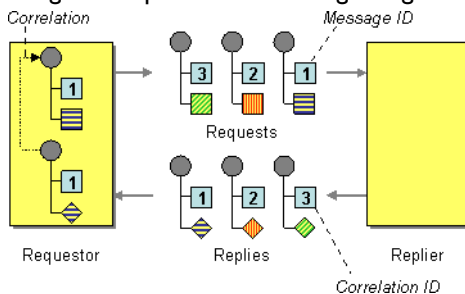 Correlation
Message ID
1
3 2 1
Requests
1
1 2 3
Requestor
Replies
Replier
Correlation ID